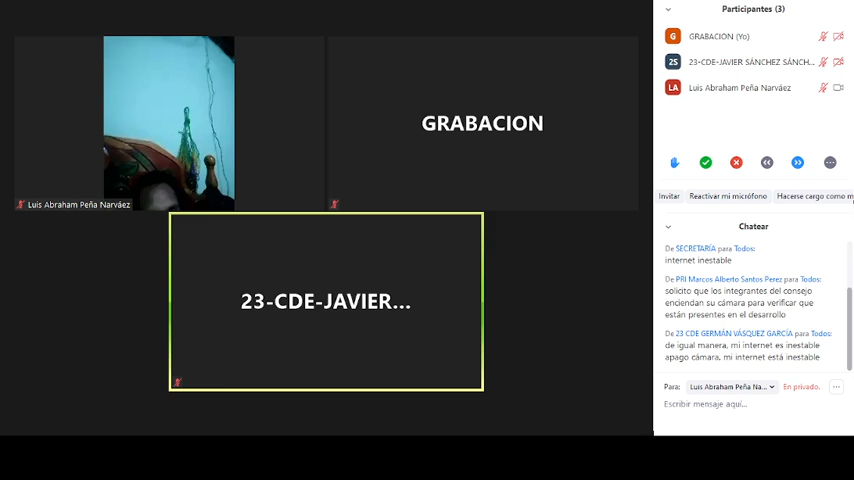 Luis Abraham Peña Narváez
GRABACION
23-CDE-JAVIER...
Participantes (3)
G GRABACION (Yo)
2S 23-CDE-JAVIER SÁNCHEZ SÁNCH...
LA Luis Abraham Peña Narváez
Invitar Reactivar mi micrófono Hacerse cargo como m
Chatear
De SECRETARÍA para Todos:
internet inestable
De PRI Marcos Alberto Santos Perez para Todos:
solicito que los integrantes del consejo
enciendan su cámara para verificar que
están presentes en el desarrollo
De 23 CDE GERMÁN VÁSQUEZ GARCÍA para Todos:
de igual manera, mi internet es inestable
apago cámara, mi internet está inestable
Para: Luis Abraham Peña Na... En privado. ...
Escribir mensaje aquí...